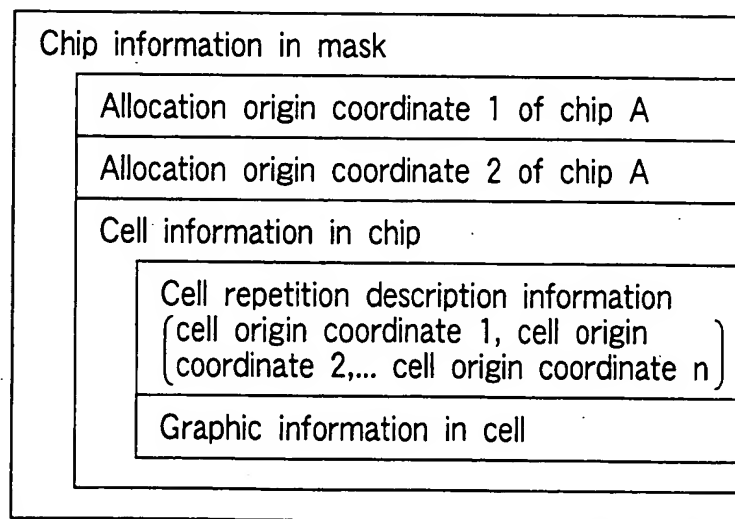 Chip information in mask
Allocation origin coordinate 1 of chip A
Allocation origin coordinate 2 of chip A
Cell information in chip
Cell repetition description information
(cell origin coordinate 1, cell origin
coordinate 2,... cell origin coordinate n)
Graphic information in cell